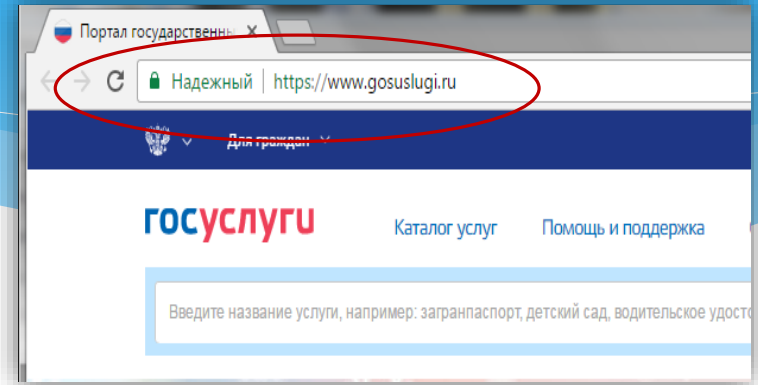 Портал государственны
Надежный | https://www.gosuslugi.ru
Для граждан
госуслуги
Каталог услуг Помощь и поддержка
Введите название услуги, например: загранпаспорт, детский сад, водительское удосто